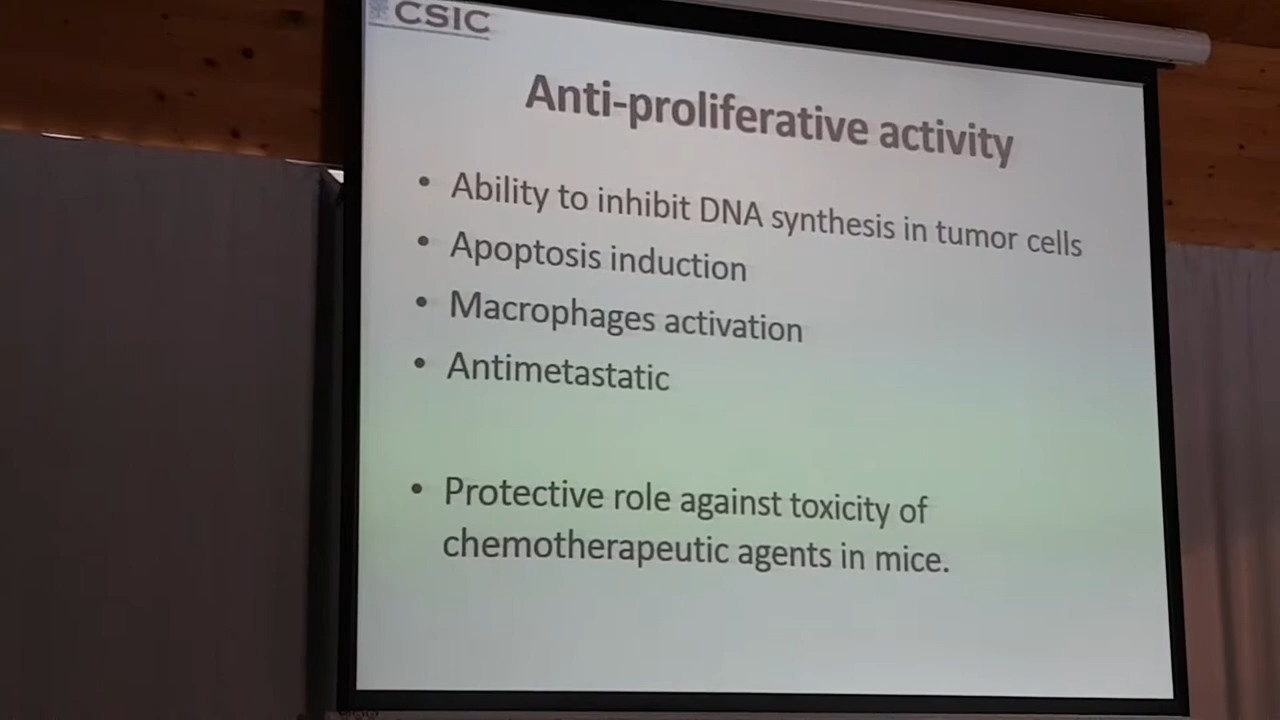 CSIC
Anti-proliferative activity
• Ability to inhibit DNA synthesis in tumor cells
• Apoptosis induction
• Macrophages activation
• Antimetastatic
• Protective role against toxicity of
chemotherapeutic agents in mice.